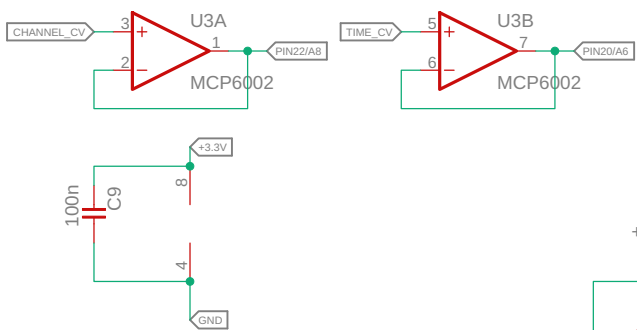 U3A
CHANNEL_CV
3
+
1
PIN22/A8
2
−
MCP6002
U3B
TIME_CV
5
+
7
PIN20/A6
6
−
MCP6002
+3.3V
8
100n
C9
4
GND
+